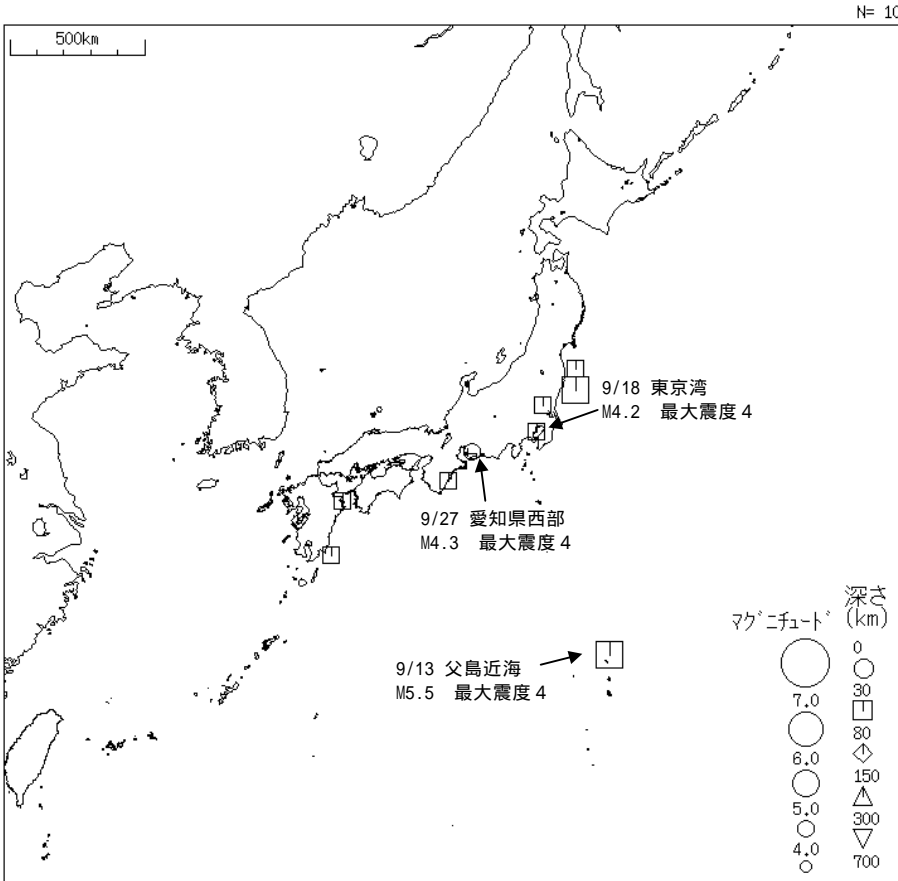 N= 10
500km
9/18 東京湾
M4.2 最大震度4
9/27 愛知県西部
M4.3 最大震度4
9/13 父島近海
M5.5 最大震度4
マグニチュード
7.0
6.0
5.0
4.0
深さ
(km)
0
30
80
150
300
700